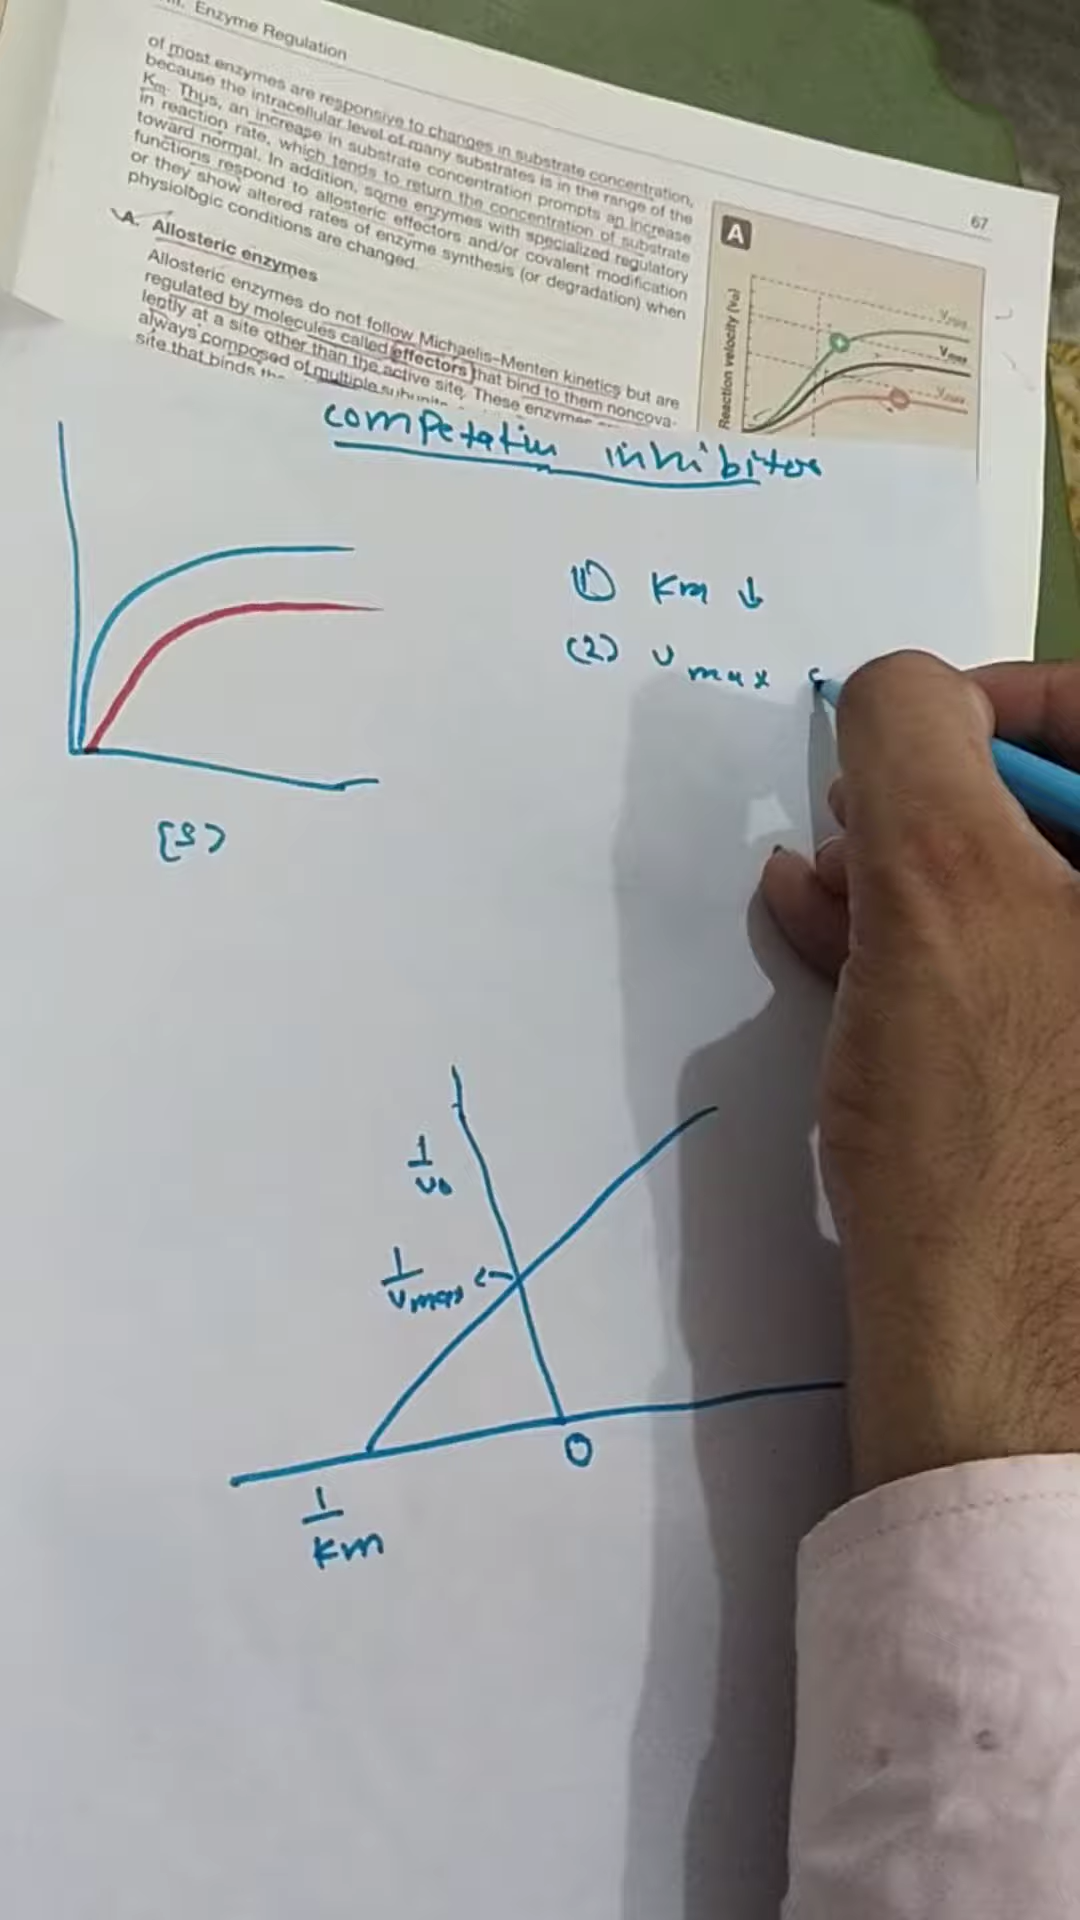 III. Enzyme Regulation
67
of most enzymes are responsive to changes in substrate concentration,
because the intracellular level of many substrates is in the range of the
Km. Thus, an increase in substrate concentration prompts an increase
in reaction rate, which tends to return the concentration of substrate
toward normal. In addition, some enzymes with specialized regulatory
functions respond to allosteric effectors and/or covalent modification
or they show altered rates of enzyme synthesis (or degradation) when
physiologic conditions are changed.
A. Allosteric enzymes
Allosteric enzymes do not follow Michaelis–Menten kinetics but are
regulated by molecules called effectors that bind to them noncova-
lently at a site other than the active site. These enzymes
always composed of multiple subunits
site that binds the
A
Reaction velocity (v₀)
Vmax
Vmax
Vmax
competatin inhibitors
(1) Km ↓
(2) vmax
[S]
1
v0
1
vmax
0
1
km